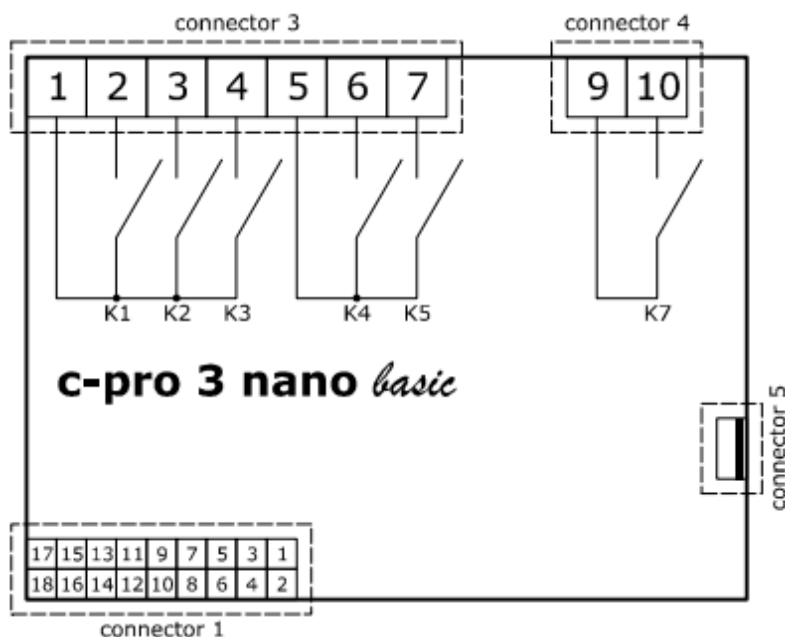 connector 3
connector 4
1 2 3 4 5 6 7
9 10
K1 K2 K3 K4 K5 K7
c-pro 3 nano basic
connector 5
17 15 13 11 9 7 5 3 1
18 16 14 12 10 8 6 4 2
connector 1